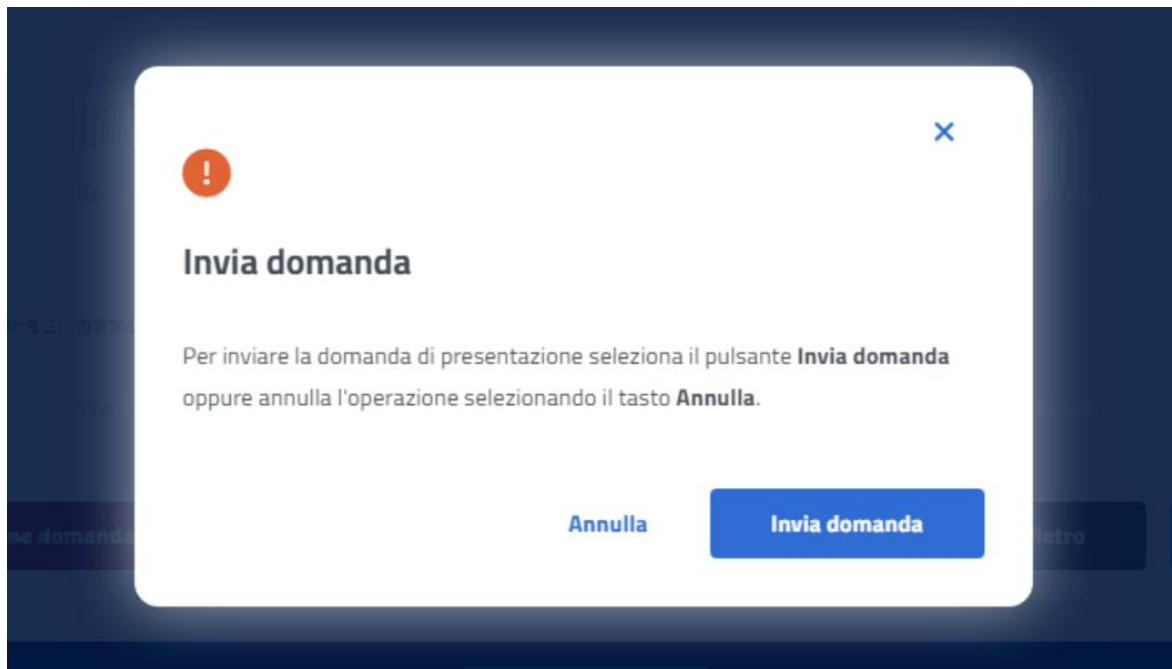 Invia domanda
Per inviare la domanda di presentazione seleziona il pulsante Invia domanda
oppure annulla l'operazione selezionando il tasto Annulla.
Annulla
Invia domanda